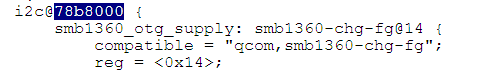 i2c@78b8000 {
smb1360_otg_supply: smb1360-chg-fg@14 {
compatible = "qcom,smb1360-chg-fg";
reg = <0x14>;